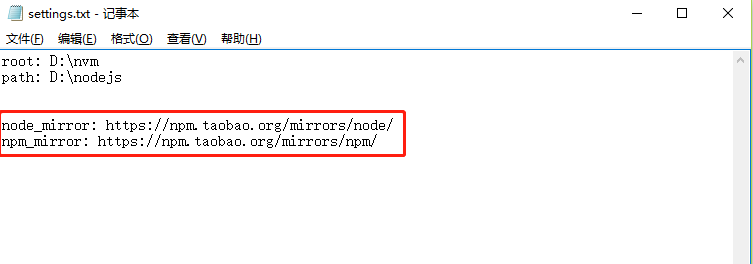 settings.txt - 记事本
文件(F) 编辑(E) 格式(O) 查看(V) 帮助(H)
root: D:\nvm
path: D:\nodejs
node_mirror: https://npm.taobao.org/mirrors/node/
npm_mirror: https://npm.taobao.org/mirrors/npm/